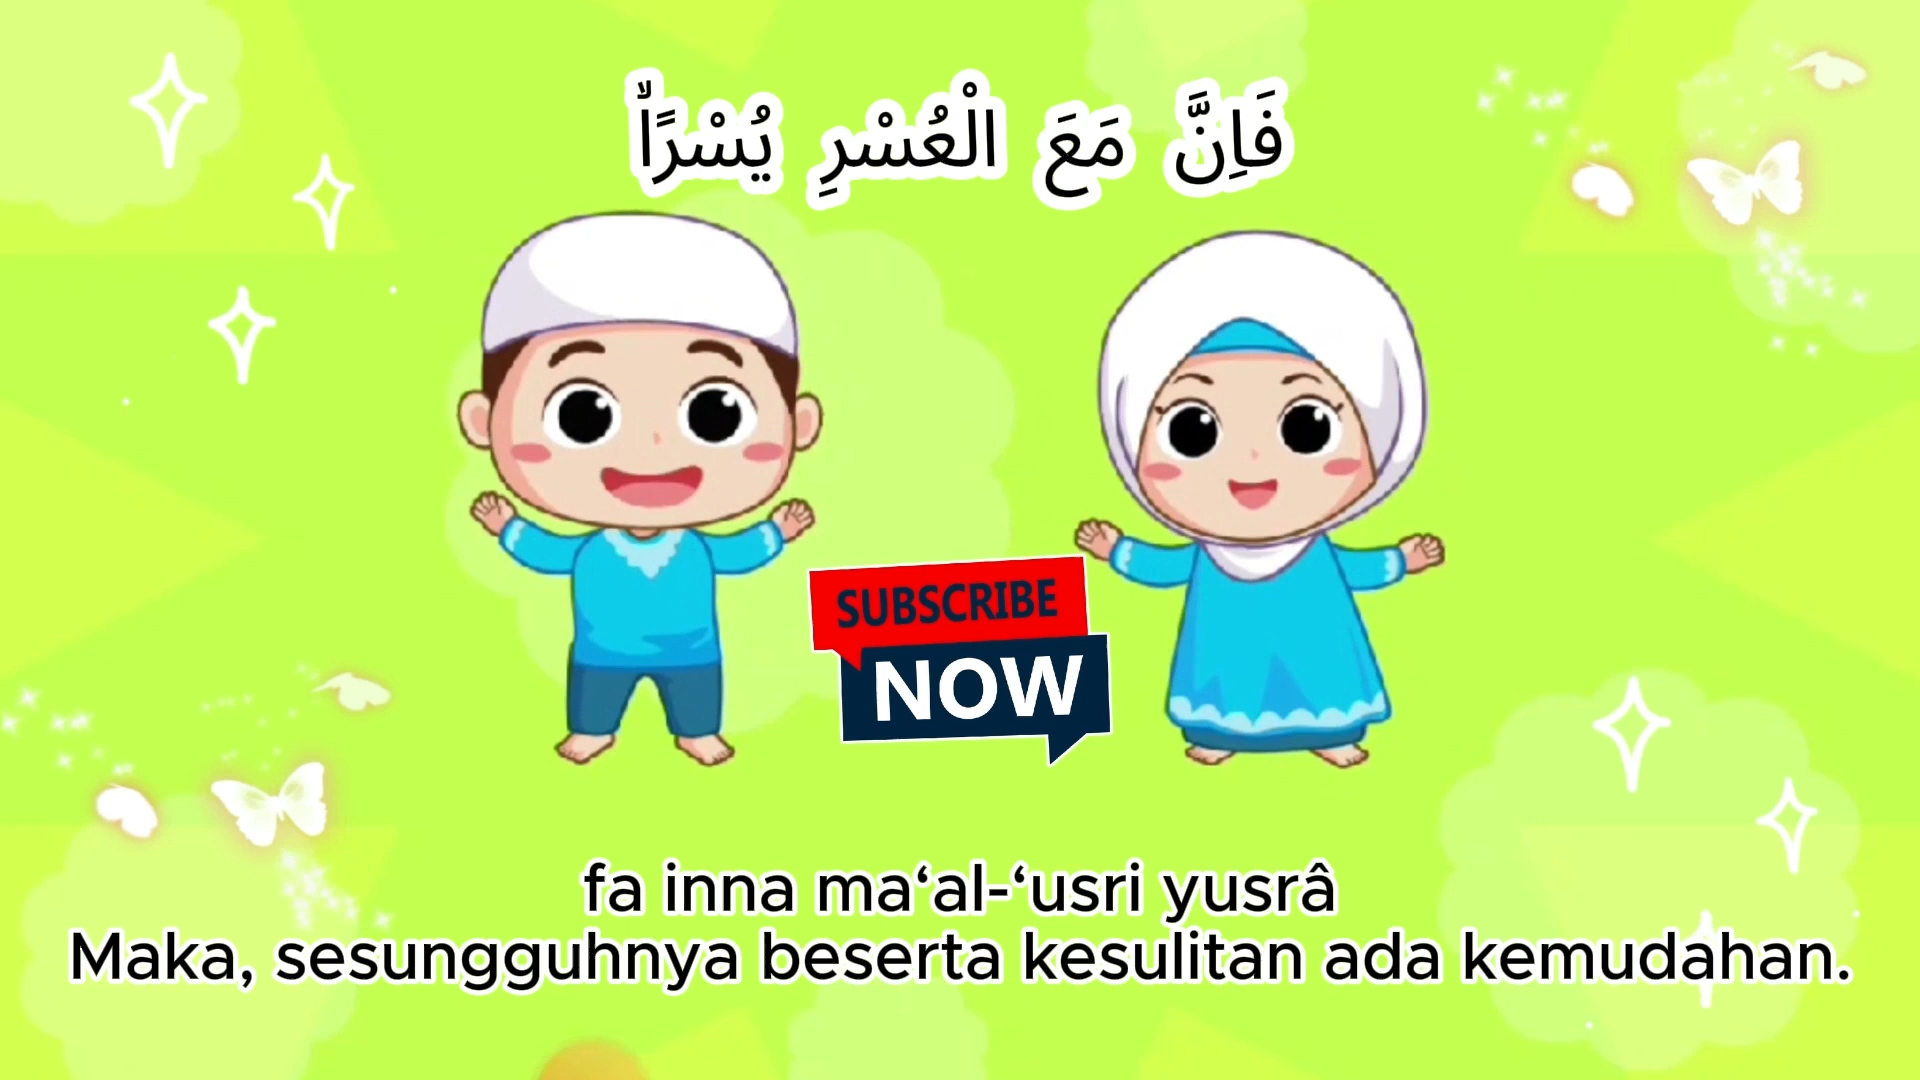 فَاِنَّ مَعَ الْعُسْرِ يُسْرًاۙ
SUBSCRIBE
NOW
fa inna ma‘al-‘usri yusrâ
Maka, sesungguhnya beserta kesulitan ada kemudahan.